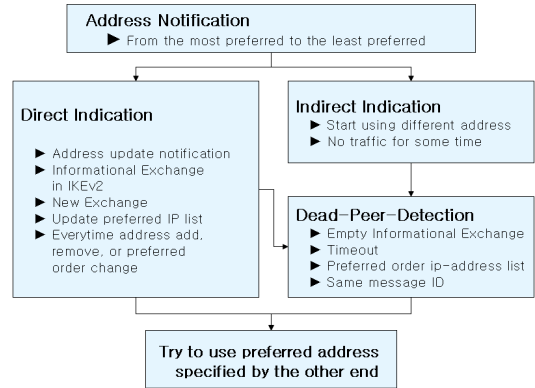 Address Notification
▶ From the most preferred to the least preferred
Direct Indication
▶ Address update notification
▶ Informational Exchange
in IKEv2
▶ New Exchange
▶ Update preferred IP list
▶ Everytime address add,
remove, or preferred
order change
Indirect Indication
▶ Start using different address
▶ No traffic for some time
Dead-Peer-Detection
▶ Empty Informational Exchange
▶ Timeout
▶ Preferred order ip-address list
▶ Same message ID
Try to use preferred address
specified by the other end